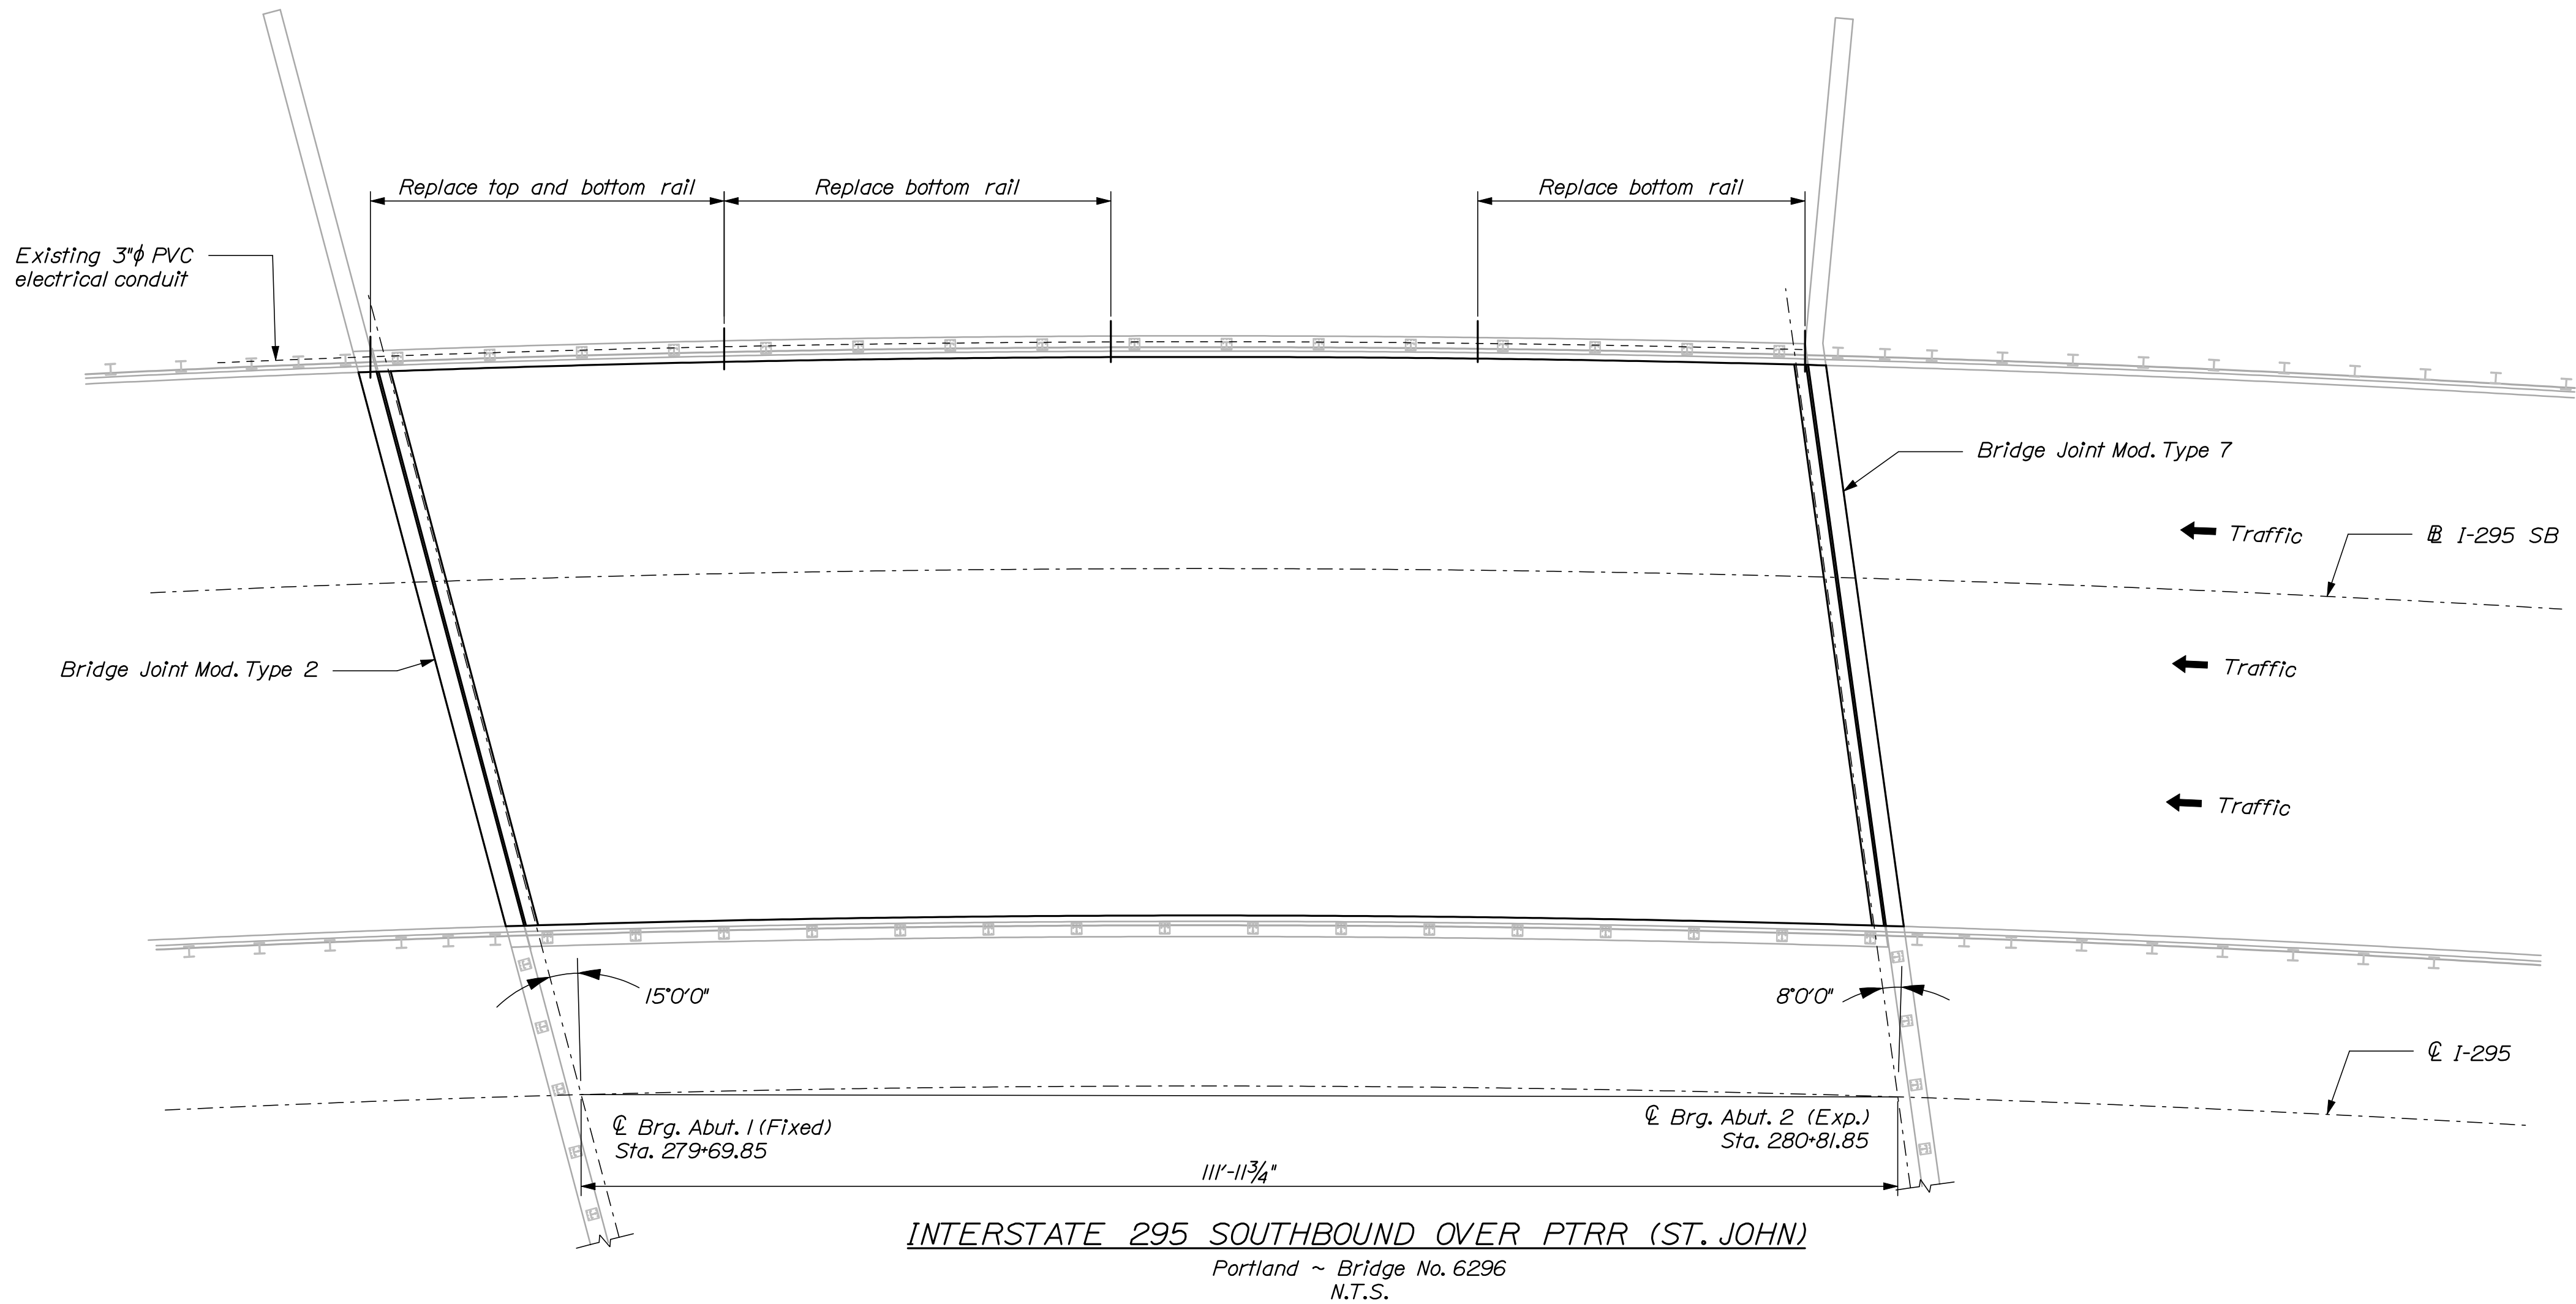 Replace top and bottom rail
Replace bottom rail
Replace bottom rail
Existing 3"ϕ PVC
electrical conduit
Bridge Joint Mod. Type 7
Traffic
℄ I-295 SB
Bridge Joint Mod. Type 2
Traffic
Traffic
15°0'0"
8°0'0"
℄ I-295
℄ Brg. Abut. 1 (Fixed)
Sta. 279+69.85
℄ Brg. Abut. 2 (Exp.)
Sta. 280+81.85
111'-11¾"
INTERSTATE 295 SOUTHBOUND OVER PTRR (ST. JOHN)
Portland ~ Bridge No. 6296
N.T.S.